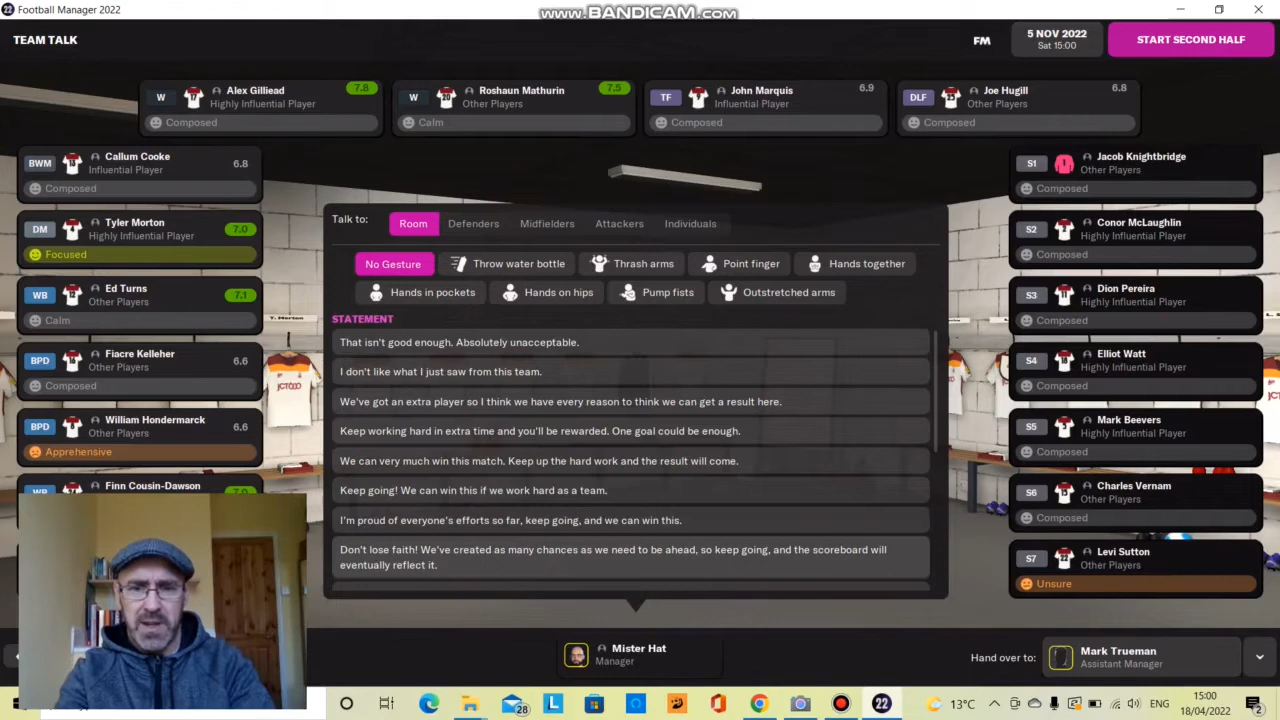 Football Manager 2022
www.BANDICAM.com
TEAM TALK
FM
5 NOV 2022
Sat 15:00
START SECOND HALF
W
17
Alex Gilliead
Highly Influential Player
7.8
Composed
W
20
Roshaun Mathurin
Other Players
7.5
Calm
TF
John Marquis
Influential Player
6.9
Composed
DLF
Joe Hugill
Other Players
6.8
Composed
BWM
Callum Cooke
Influential Player
6.8
Composed
DM
Tyler Morton
Highly Influential Player
7.0
Focused
WB
Ed Turns
Other Players
7.1
Calm
BPD
Fiacre Kelleher
Other Players
6.6
Composed
BPD
William Hondermarck
Other Players
6.6
Apprehensive
WB
Finn Cousin-Dawson
7.0
T. Morton
JCT600
Talk to:
Room
Defenders
Midfielders
Attackers
Individuals
No Gesture
Throw water bottle
Thrash arms
Point finger
Hands together
Hands in pockets
Hands on hips
Pump fists
Outstretched arms
STATEMENT
That isn't good enough. Absolutely unacceptable.
I don't like what I just saw from this team.
We've got an extra player so I think we have every reason to think we can get a result here.
Keep working hard in extra time and you'll be rewarded. One goal could be enough.
We can very much win this match. Keep up the hard work and the result will come.
Keep going! We can win this if we work hard as a team.
I'm proud of everyone's efforts so far, keep going, and we can win this.
Don't lose faith! We've created as many chances as we need to be ahead, so keep going, and the scoreboard will
eventually reflect it.
S1
Jacob Knightbridge
Other Players
Composed
S2
Conor McLaughlin
Highly Influential Player
Composed
S3
Dion Pereira
Highly Influential Player
Composed
S4
Elliot Watt
Highly Influential Player
Composed
S5
Mark Beevers
Highly Influential Player
Composed
S6
Charles Vernam
Other Players
Composed
S7
22
Levi Sutton
Other Players
Unsure
Mister Hat
Manager
Hand over to:
Mark Trueman
Assistant Manager
28
L
22
13°C
ENG
15:00
18/04/2022
2